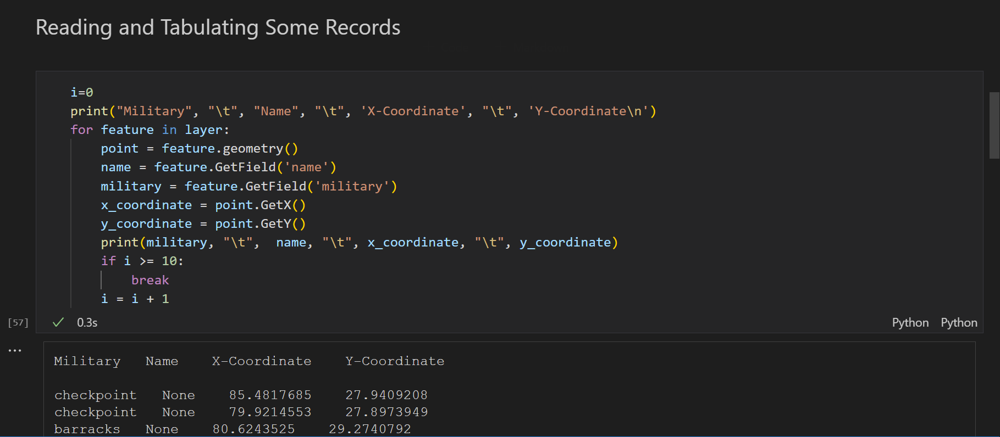 Reading and Tabulating Some Records
i=0
print("Military", "\t", "Name", "\t", 'X-Coordinate', "\t", 'Y-Coordinate\n')
for feature in layer:
    point = feature.geometry()
    name = feature.GetField('name')
    military = feature.GetField('military')
    x_coordinate = point.GetX()
    y_coordinate = point.GetY()
    print(military, "\t",  name, "\t", x_coordinate, "\t", y_coordinate)
    if i >= 10:
        break
    i = i + 1
[57] 0.3s Python Python
Military Name X-Coordinate Y-Coordinate
checkpoint None 85.4817685 27.9409208
checkpoint None 79.9214553 27.8973949
barracks None 80.6243525 29.2740792